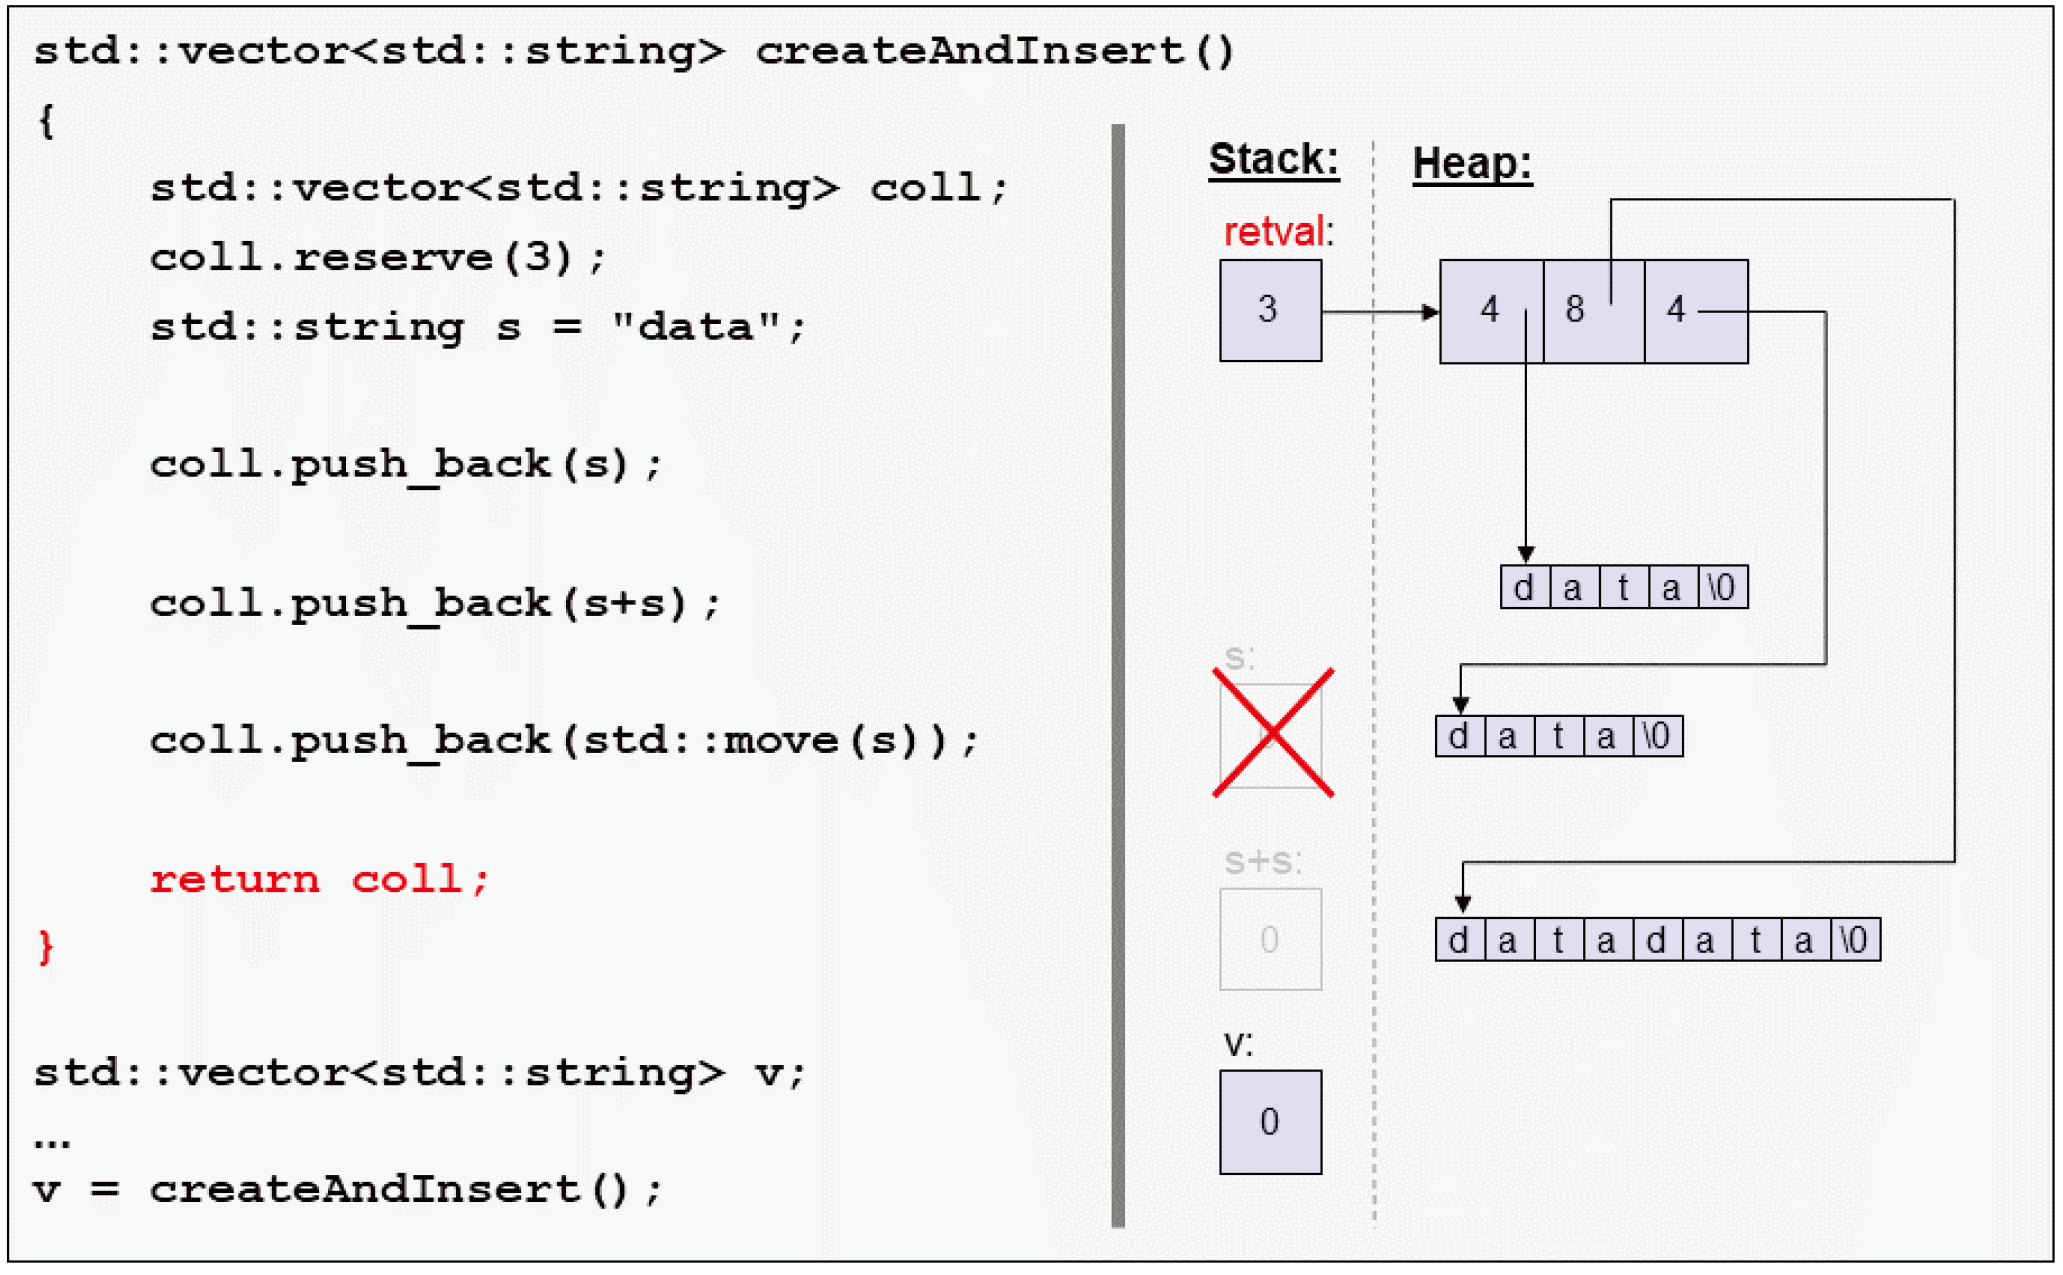 std::vector<std::string> createAndInsert()
{
std::vector<std::string> coll;
coll.reserve(3);
std::string s = "data";
coll.push_back(s);
coll.push_back(s+s);
coll.push_back(std::move(s));
return coll;
}
std::vector<std::string> v;
...
v = createAndInsert();
Stack:
Heap:
retval:
3
4 8 4
d a t a \0
s:
d a t a \0
s+s:
0
d a t a d a t a \0
v:
0